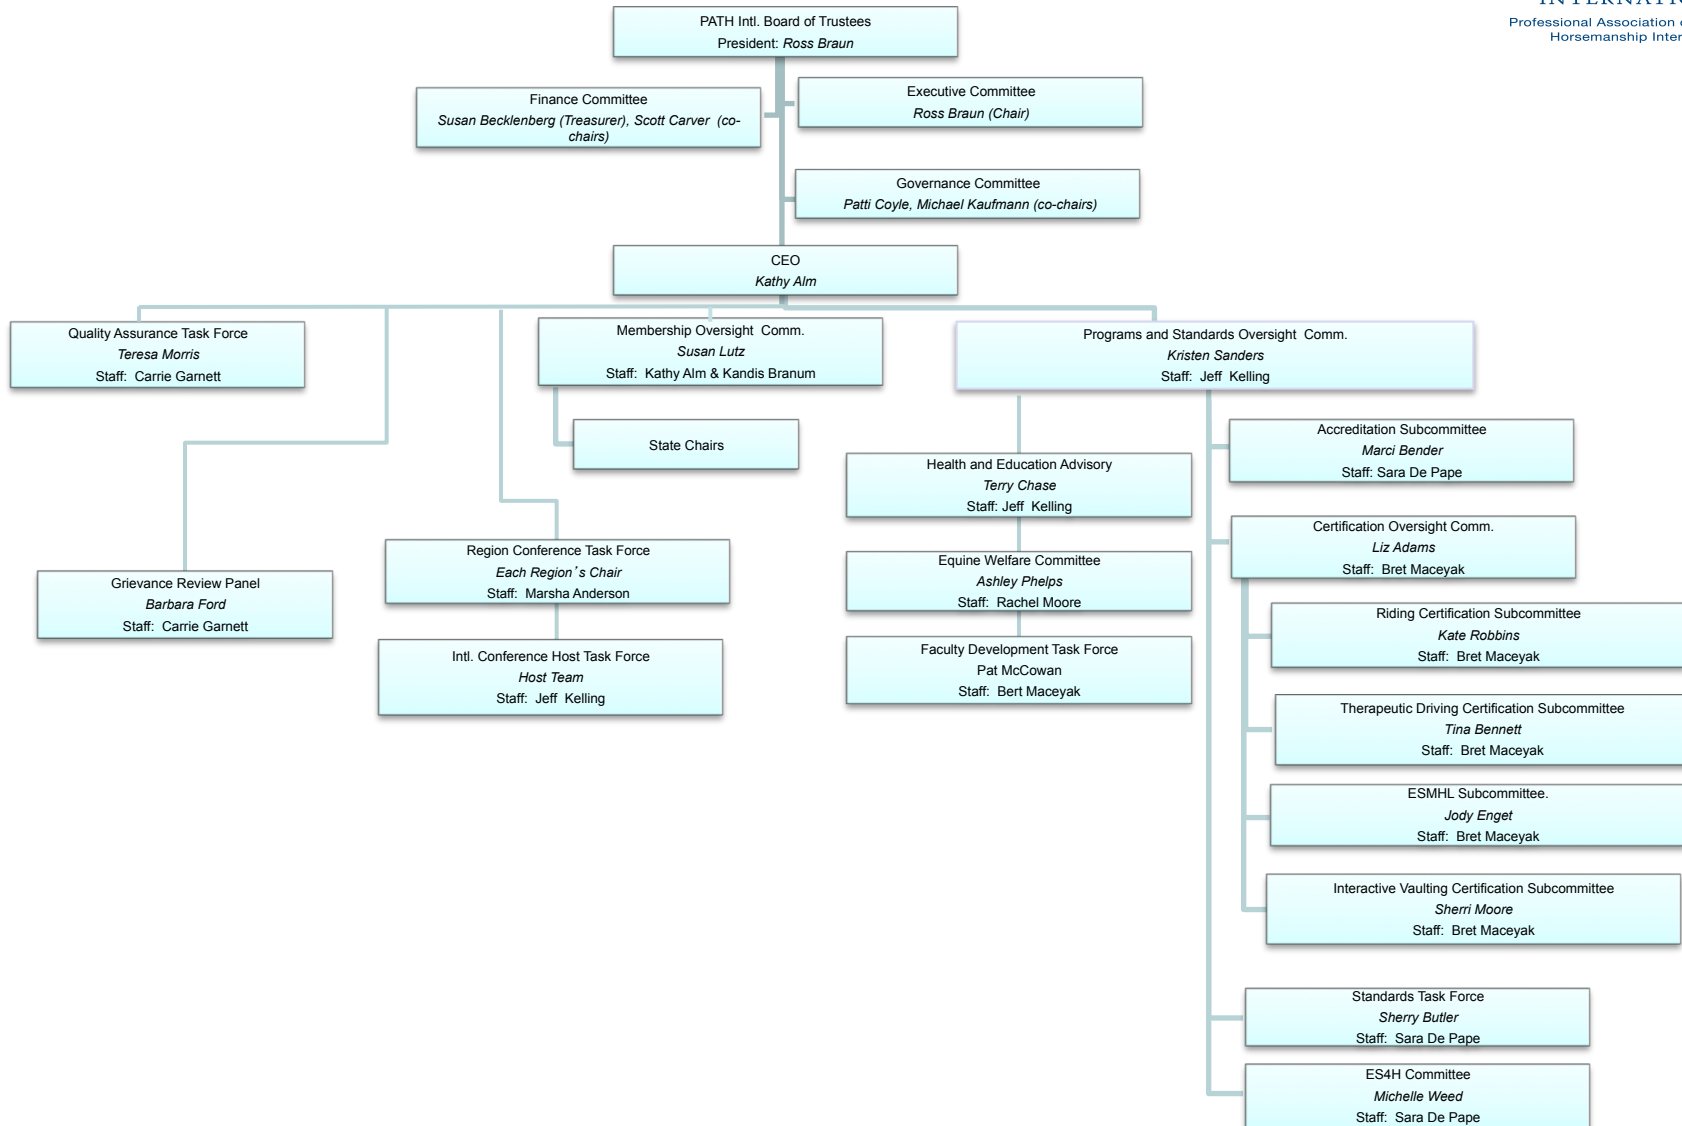 Professional Association
Horsemanship
PATH Intl. Board of Trustees
President: Ross Braun
Finance Committee
Susan Becklenberg (Treasurer), Scott Carver (co-
chairs)
Executive Committee
Ross Braun (Chair)
Governance Committee
Patti Coyle, Michael Kaufmann (co-chairs)
CEO
Kathy Alm
Quality Assurance Task Force
Teresa Morris
Staff: Carrie Garnett
Membership Oversight Comm.
Susan Lutz
Staff: Kathy Alm & Kandis Branum
Programs and Standards Oversight Comm.
Kristen Sanders
Staff: Jeff Kelling
State Chairs
Grievance Review Panel
Barbara Ford
Staff: Carrie Garnett
Region Conference Task Force
Each Region's Chair
Staff: Marsha Anderson
Intl. Conference Host Task Force
Host Team
Staff: Jeff Kelling
Health and Education Advisory
Terry Chase
Staff: Jeff Kelling
Equine Welfare Committee
Ashley Phelps
Staff: Rachel Moore
Faculty Development Task Force
Pat McCowan
Staff: Bert Maceyak
Accreditation Subcommittee
Marci Bender
Staff: Sara De Pape
Certification Oversight Comm.
Liz Adams
Staff: Bret Maceyak
Riding Certification Subcommittee
Kate Robbins
Staff: Bret Maceyak
Therapeutic Driving Certification Subcommittee
Tina Bennett
Staff: Bret Maceyak
ESMHL Subcommittee.
Jody Enget
Staff: Bret Maceyak
Interactive Vaulting Certification Subcommittee
Sherri Moore
Staff: Bret Maceyak
Standards Task Force
Sherry Butler
Staff: Sara De Pape
ES4H Committee
Michelle Weed
Staff: Sara De Pape